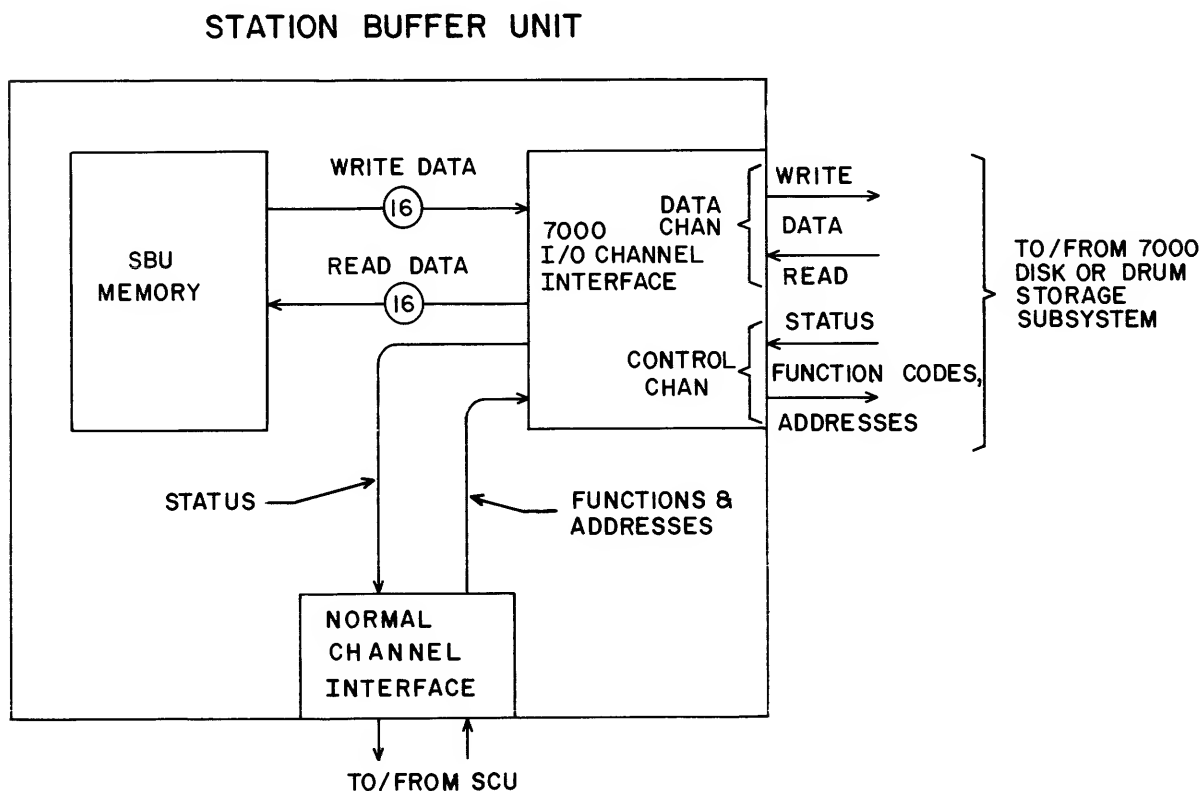 STATION BUFFER UNIT
SBU
MEMORY
WRITE DATA
16
READ DATA
16
7000
I/O CHANNEL
INTERFACE
DATA
CHAN
CONTROL
CHAN
WRITE
DATA
READ
STATUS
FUNCTION CODES,
ADDRESSES
TO/FROM 7000
DISK OR DRUM
STORAGE
SUBSYSTEM
STATUS
FUNCTIONS &
ADDRESSES
NORMAL
CHANNEL
INTERFACE
TO/FROM SCU